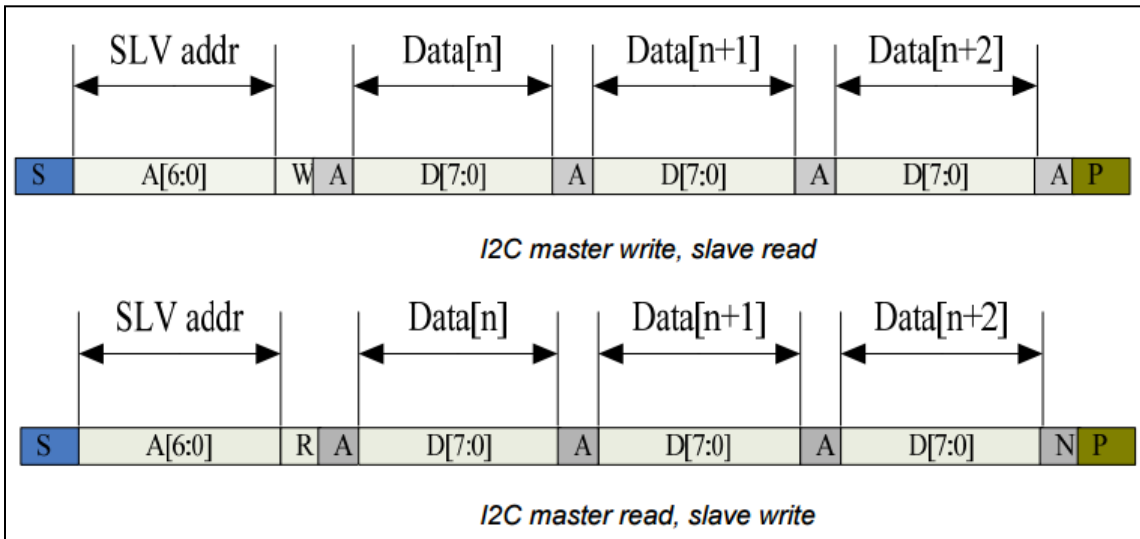 SLV addr Data[n] Data[n+1] Data[n+2]
S A[6:0] W A D[7:0] A D[7:0] A D[7:0] A P
I2C master write, slave read
SLV addr Data[n] Data[n+1] Data[n+2]
S A[6:0] R A D[7:0] A D[7:0] A D[7:0] N P
I2C master read, slave write